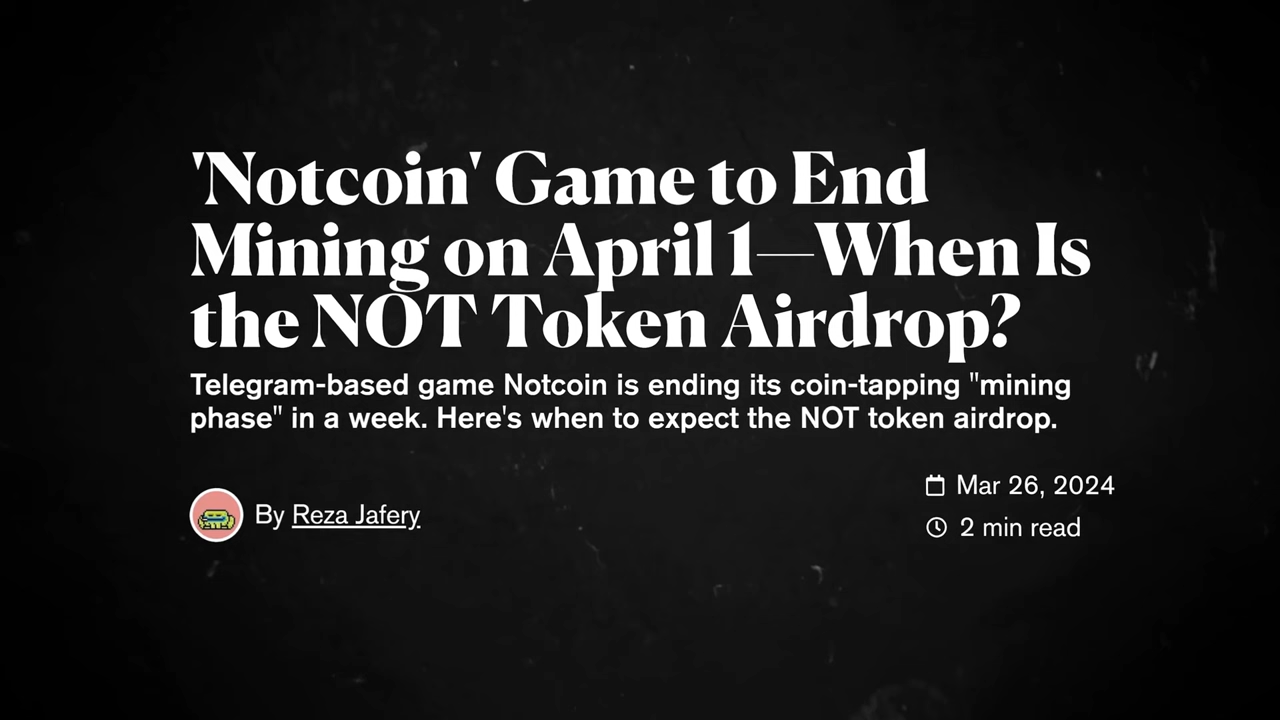 'Notcoin' Game to End
Mining on April 1—When Is
the NOT Token Airdrop?
Telegram-based game Notcoin is ending its coin-tapping "mining
phase" in a week. Here's when to expect the NOT token airdrop.
By Reza Jafery
Mar 26, 2024
2 min read